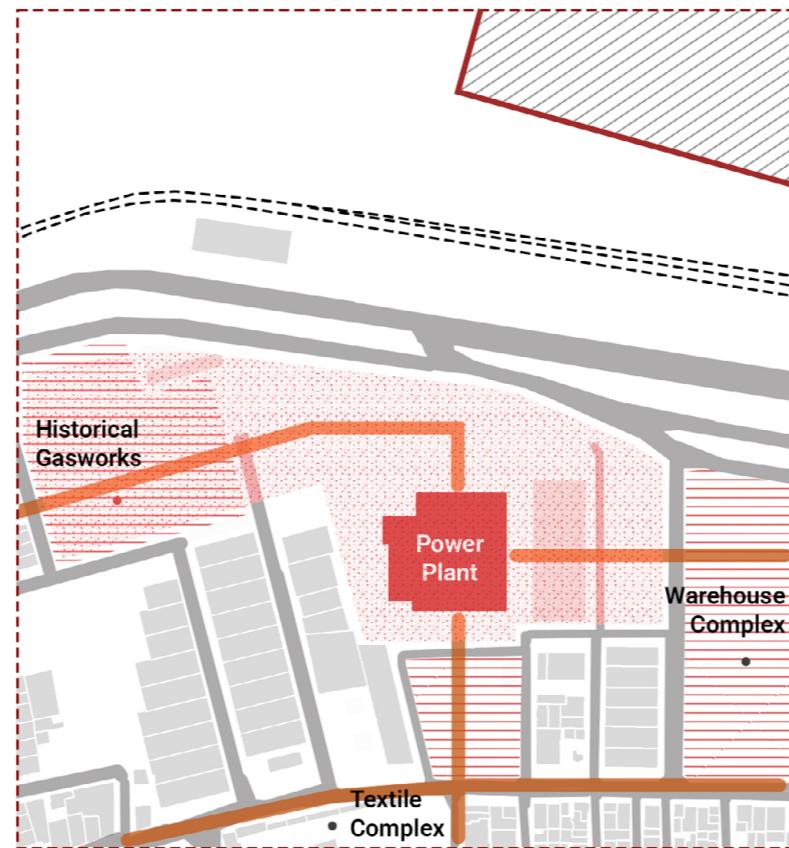 Historical
Gasworks
Power
Plant
Warehouse
Complex
Textile
Complex